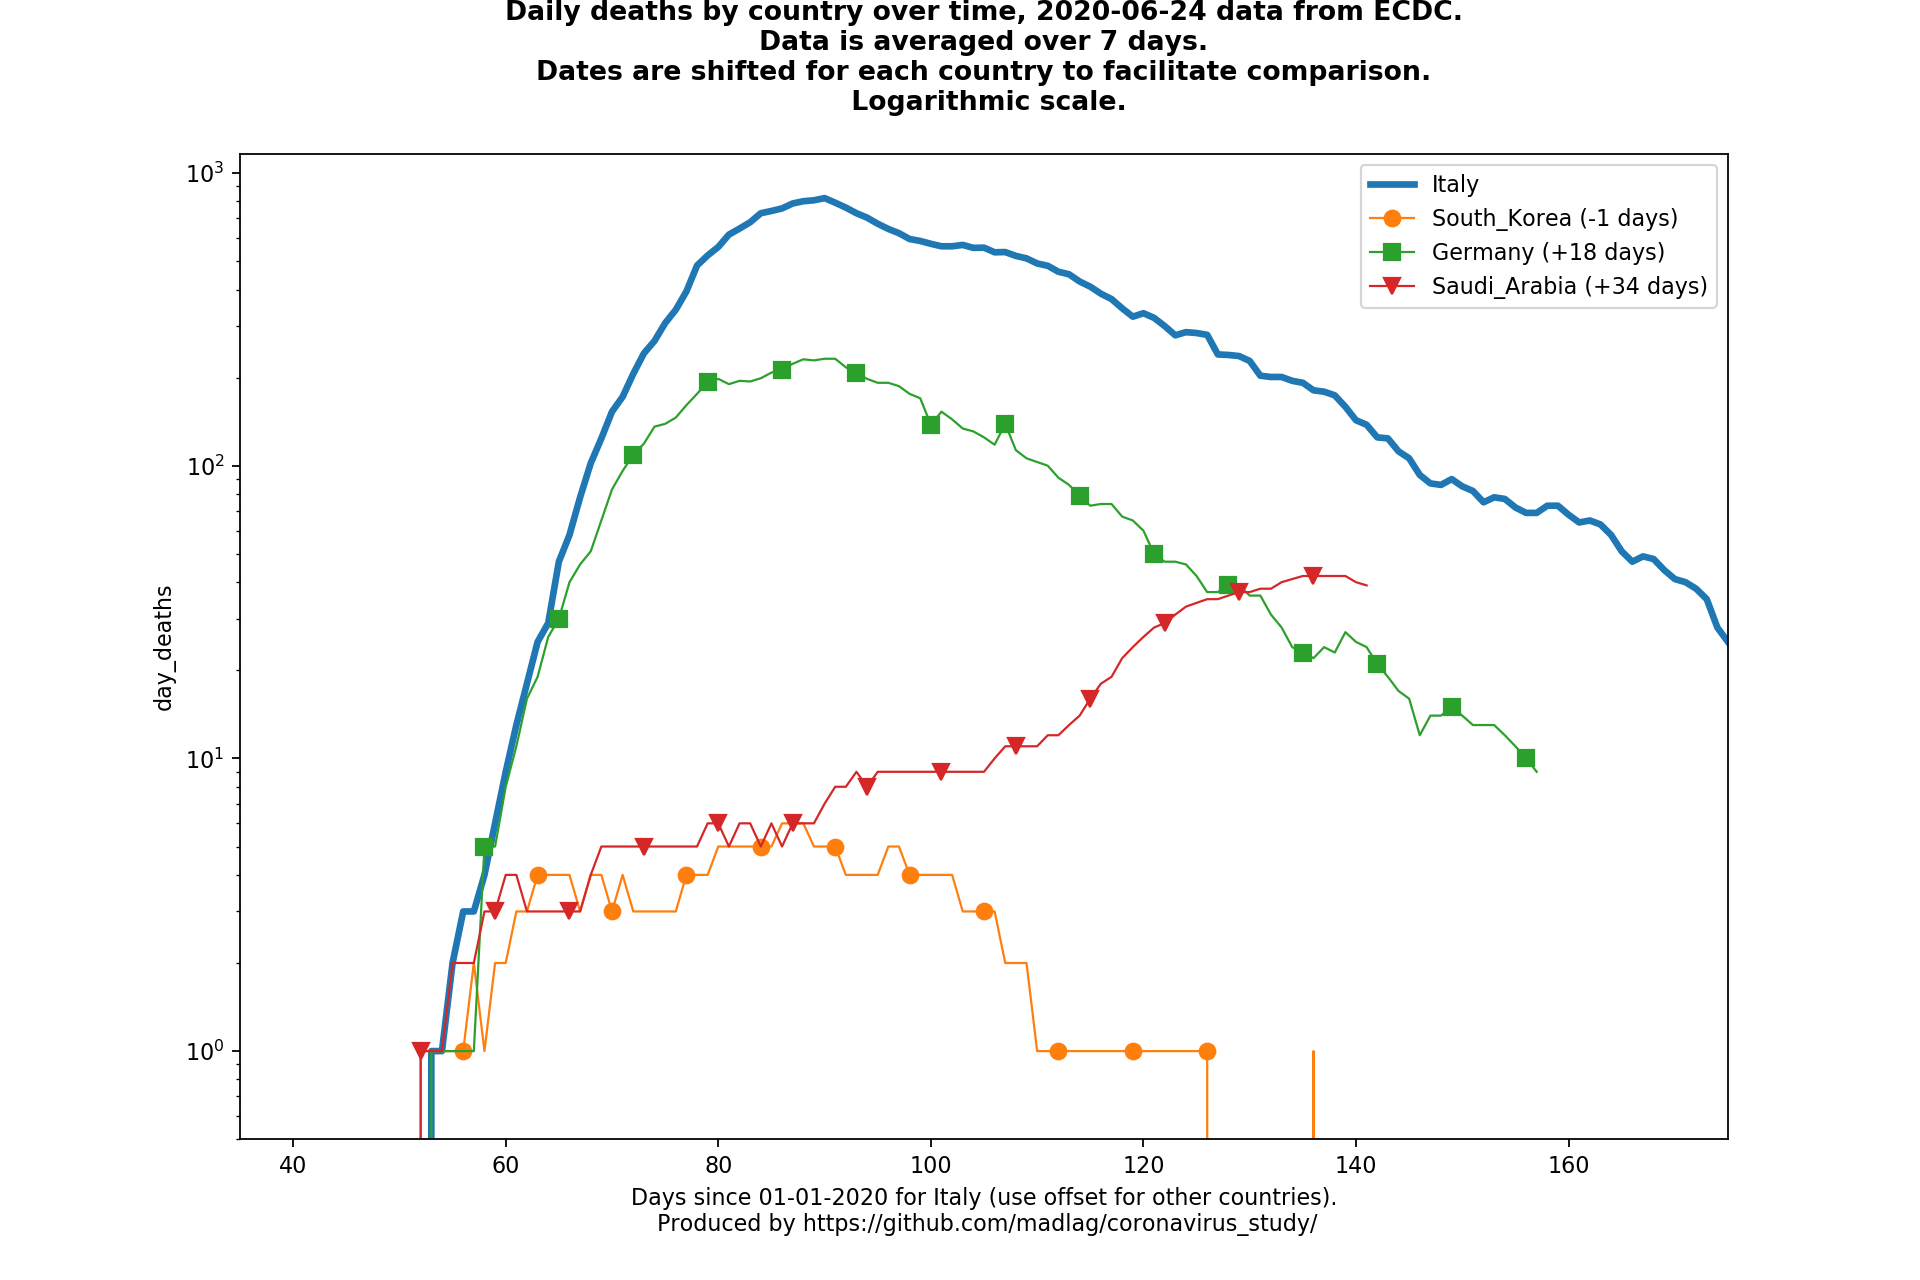 Daily deaths by country over time, 2020-06-24 data from ECDC.
Data is averaged over 7 days.
Dates are shifted for each country to facilitate comparison.
Logarithmic scale.
10³
10²
10¹
10⁰
day_deaths
Italy
South_Korea (-1 days)
Germany (+18 days)
Saudi_Arabia (+34 days)
40 60 80 100 120 140 160
Days since 01-01-2020 for Italy (use offset for other countries).
Produced by https://github.com/madlag/coronavirus_study/